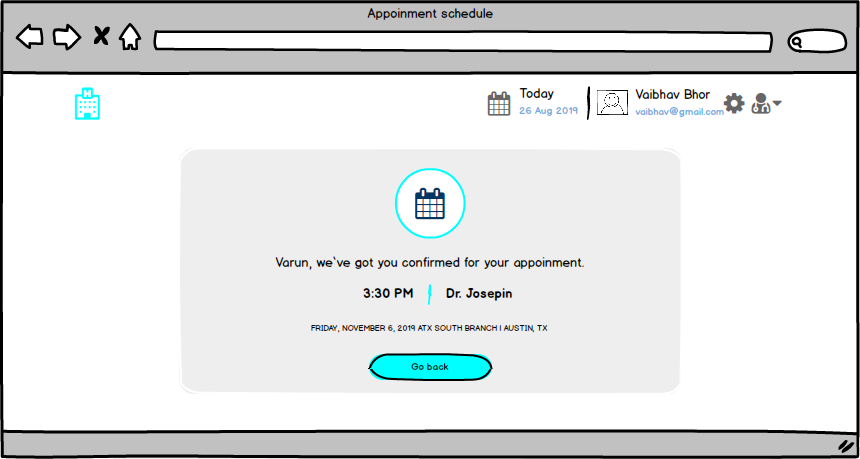 Appoinment schedule
Today
26 Aug 2019
Vaibhav Bhor
vaibhav@gmail.com
H
Varun, we've got you confirmed for your appoinment.
3:30 PM
Dr. Josepin
FRIDAY, NOVEMBER 6, 2019 ATX SOUTH BRANCH I AUSTIN, TX
Go back